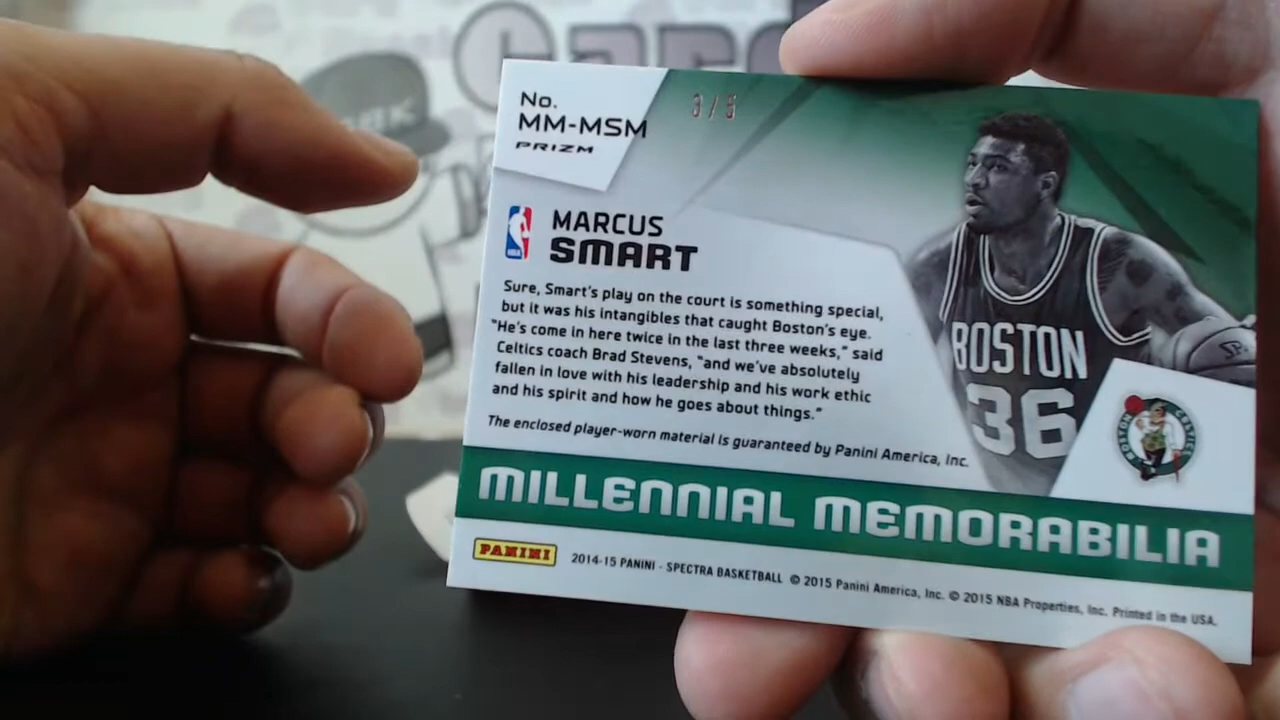 No.
MM-MSM
PRIZM
3/5
MARCUS
SMART
Sure, Smart's play on the court is something special,
but it was his intangibles that caught Boston's eye.
"He's come in here twice in the last three weeks," said
Celtics coach Brad Stevens, "and we've absolutely
fallen in love with his leadership and his work ethic
and his spirit and how he goes about things."
The enclosed player-worn material is guaranteed by Panini America, Inc.
BOSTON
36
BOSTON CELTICS
MILLENNIAL MEMORABILIA
PANINI
2014-15 PANINI - SPECTRA BASKETBALL © 2015 Panini America, Inc. © 2015 NBA Properties, Inc. Printed in the USA.